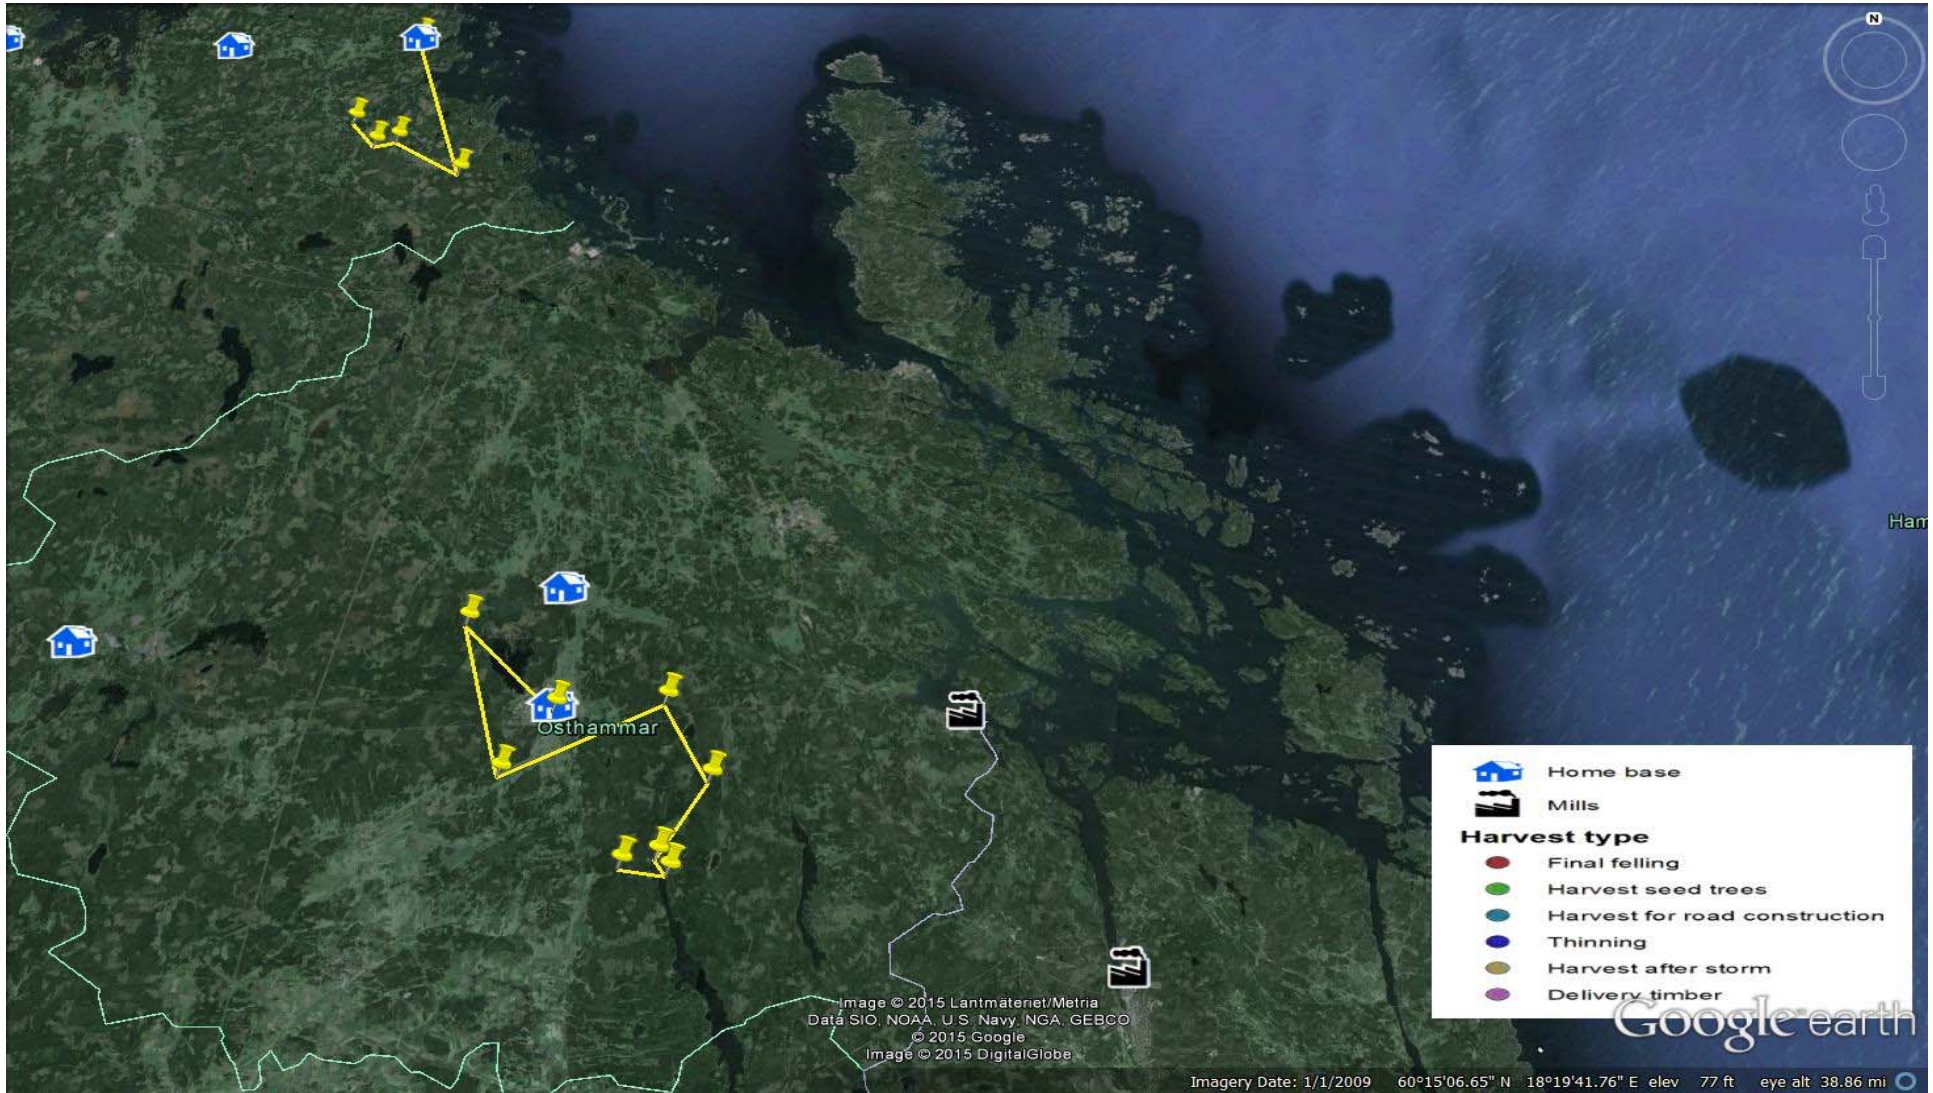 N
Ham
Osthammar
Home base
Mills
Harvest type
Final felling
Harvest seed trees
Harvest for road construction
Thinning
Harvest after storm
Delivery timber
Google earth
Image © 2015 Lantmäteriet/Metria
Data SIO, NOAA, U.S. Navy, NGA, GEBCO
© 2015 Google
Image © 2015 DigitalGlobe
Imagery Date: 1/1/2009 60°15'06.65" N 18°19'41.76" E elev 77 ft eye alt 38.86 mi